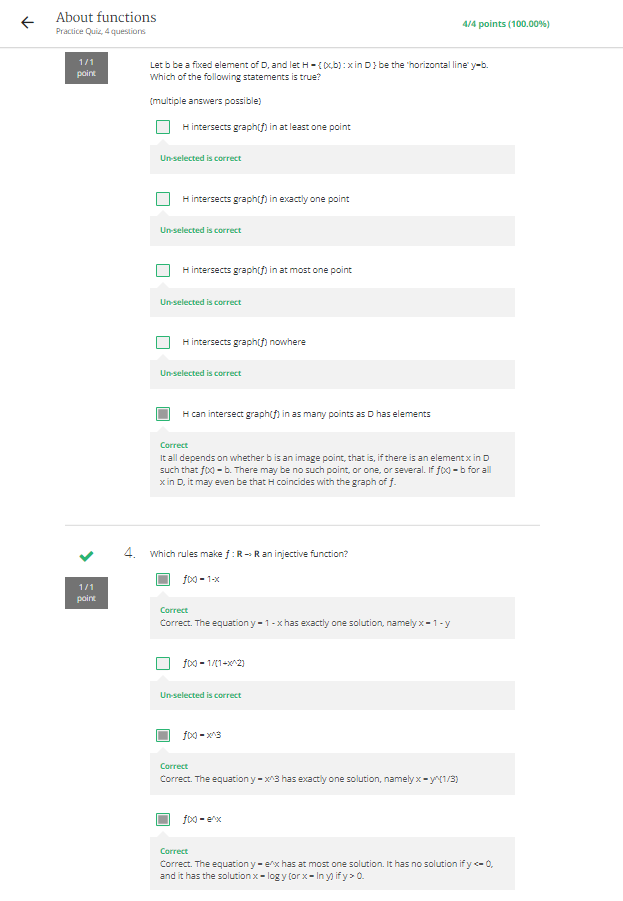 About functions
Practice Quiz, 4 questions
4/4 points (100.00%)
1 / 1
point
Let b be a fixed element of D, and let H = { (x,b) : x in D } be the 'horizontal line' y=b.
Which of the following statements is true?
(multiple answers possible)
H intersects graph(f) in at least one point
Un-selected is correct
H intersects graph(f) in exactly one point
Un-selected is correct
H intersects graph(f) in at most one point
Un-selected is correct
H intersects graph(f) nowhere
Un-selected is correct
H can intersect graph(f) in as many points as D has elements
Correct
It all depends on whether b is an image point, that is, if there is an element x in D
such that f(x) = b. There may be no such point, or one, or several. If f(x) = b for all
x in D, it may even be that H coincides with the graph of f.
4. Which rules make f : R -> R an injective function?
1 / 1
point
f(x) = 1-x
Correct
Correct. The equation y = 1 - x has exactly one solution, namely x = 1 - y
f(x) = 1/(1+x^2)
Un-selected is correct
f(x) = x^3
Correct
Correct. The equation y = x^3 has exactly one solution, namely x = y^(1/3)
f(x) = e^x
Correct
Correct. The equation y = e^x has at most one solution. It has no solution if y <= 0,
and it has the solution x = log y (or x = ln y) if y > 0.